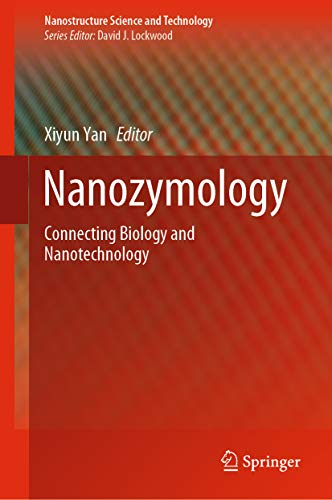 Nanostructure Science and Technology
Series Editor: David J. Lockwood
Xiyun Yan Editor
Nanozymology
Connecting Biology and
Nanotechnology
Springer